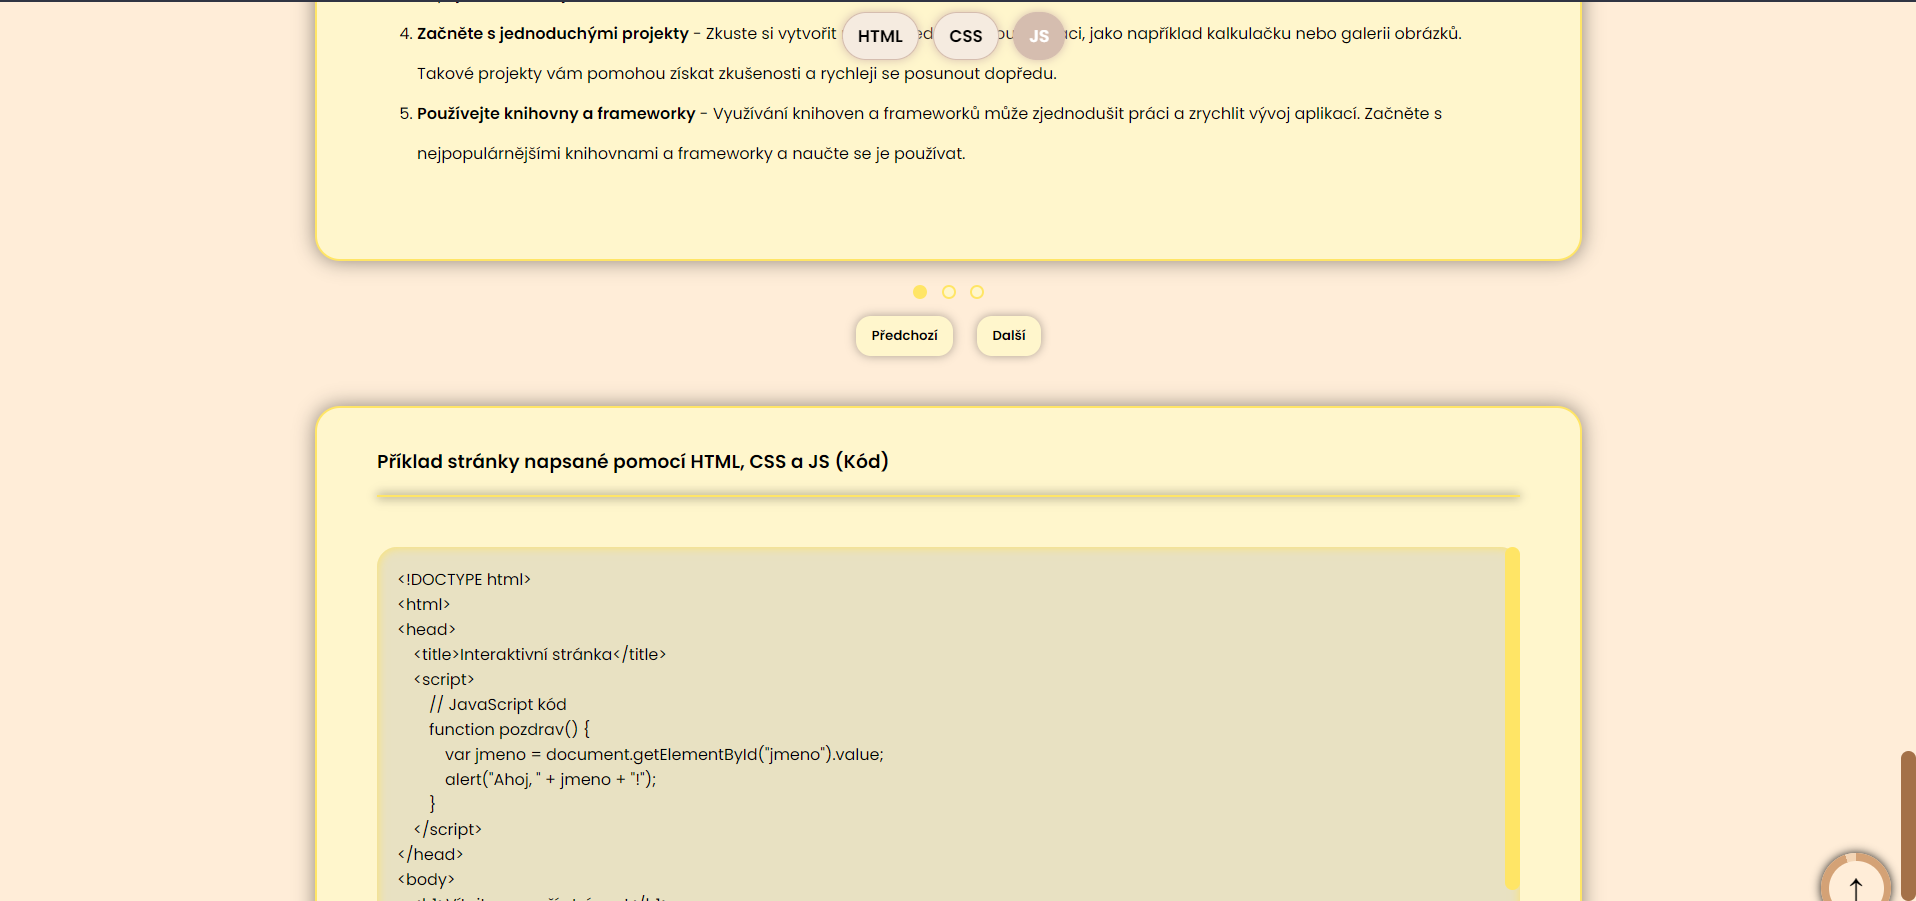 HTML CSS JS
4. Začněte s jednoduchými projekty - Zkuste si vytvořit jako například kalkulačku nebo galerii obrázků.
Takové projekty vám pomohou získat zkušenosti a rychleji se posunout dopředu.
5. Používejte knihovny a frameworky - Využívání knihoven a frameworků může zjednodušit práci a zrychlit vývoj aplikací. Začněte s
nejpopulárnějšími knihovnami a frameworky a naučte se je používat.
Předchozí Další
Příklad stránky napsané pomocí HTML, CSS a JS (Kód)
<!DOCTYPE html>
<html>
<head>
<title>Interaktivní stránka</title>
<script>
// JavaScript kód
function pozdrav() {
var jmeno = document.getElementById("jmeno").value;
alert("Ahoj, " + jmeno + "!");
}
</script>
</head>
<body>